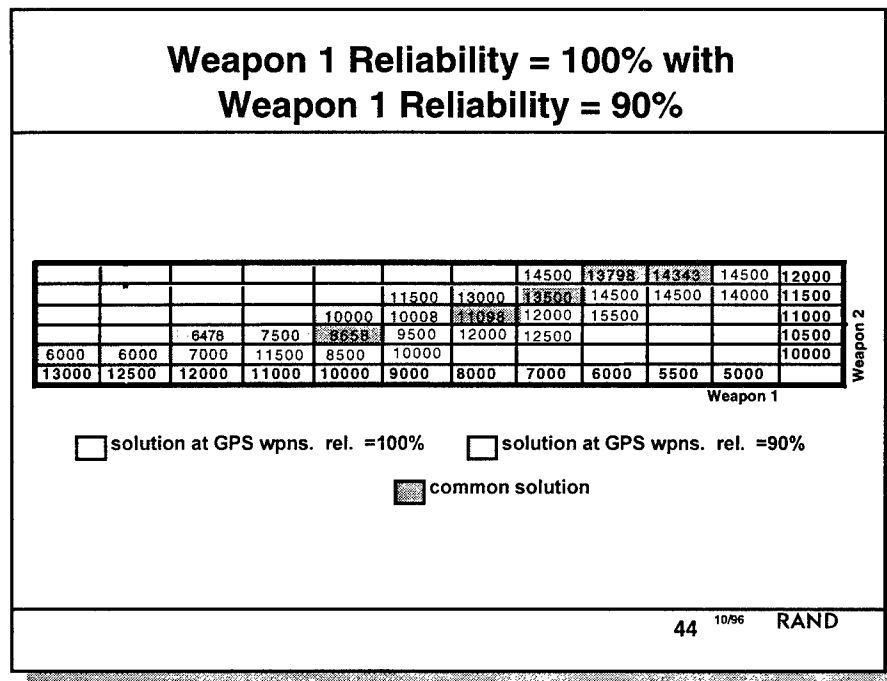 Weapon 1 Reliability = 100% with
Weapon 1 Reliability = 90%
14500 13798 14343 14500 12000
11500 13000 13500 14500 14500 14000 11500
10000 10008 11098 12000 15500 11000
6478 7500 8658 9500 12000 12500 10500
6000 6000 7000 11500 8500 10000 10000
13000 12500 12000 11000 10000 9000 8000 7000 6000 5500 5000
Weapon 2
Weapon 1
solution at GPS wpns. rel. =100% solution at GPS wpns. rel. =90%
common solution
44 10/96 RAND